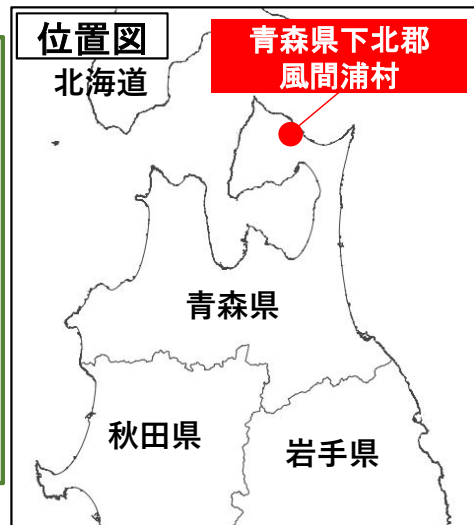 位置図
青森県下北郡
風間浦村
北海道
青森県
秋田県
岩手県